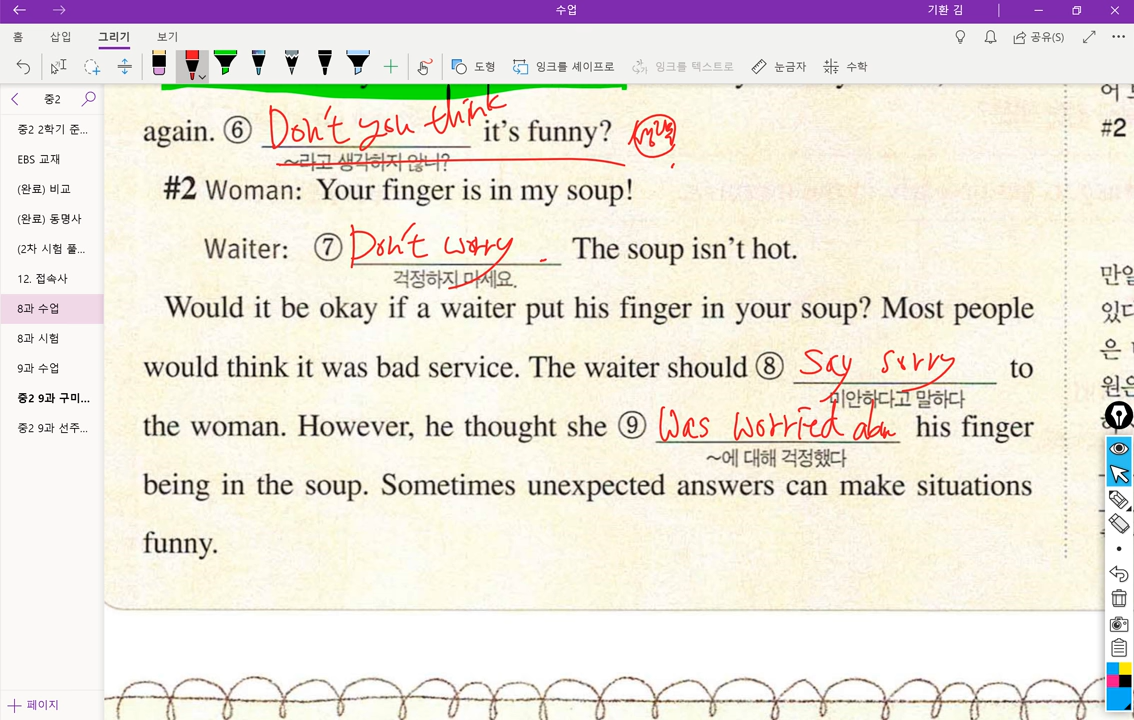 수업
기환 김
홈 삽입 그리기 보기
공유(S)
도형 잉크를 셰이프로 잉크를 텍스트로 눈금자 수학
중2
중2 2학기 준...
EBS 교재
(완료) 비교
(완료) 동명사
(2차 시험 풀...
12. 접속사
8과 수업
8과 시험
9과 수업
중2 9과 구미...
중2 9과 선주...
페이지
again. ⑥ Don't you think it's funny?
~라고 생각하지 않니?
#2 Woman: Your finger is in my soup!
Waiter: ⑦ Don't worry. The soup isn't hot.
걱정하지 마세요.
Would it be okay if a waiter put his finger in your soup? Most people
would think it was bad service. The waiter should ⑧ say sorry to
미안하다고 말하다
the woman. However, he thought she ⑨ was worried abou his finger
~에 대해 걱정했다
being in the soup. Sometimes unexpected answers can make situations
funny.
#2
만일
있다
은
원은